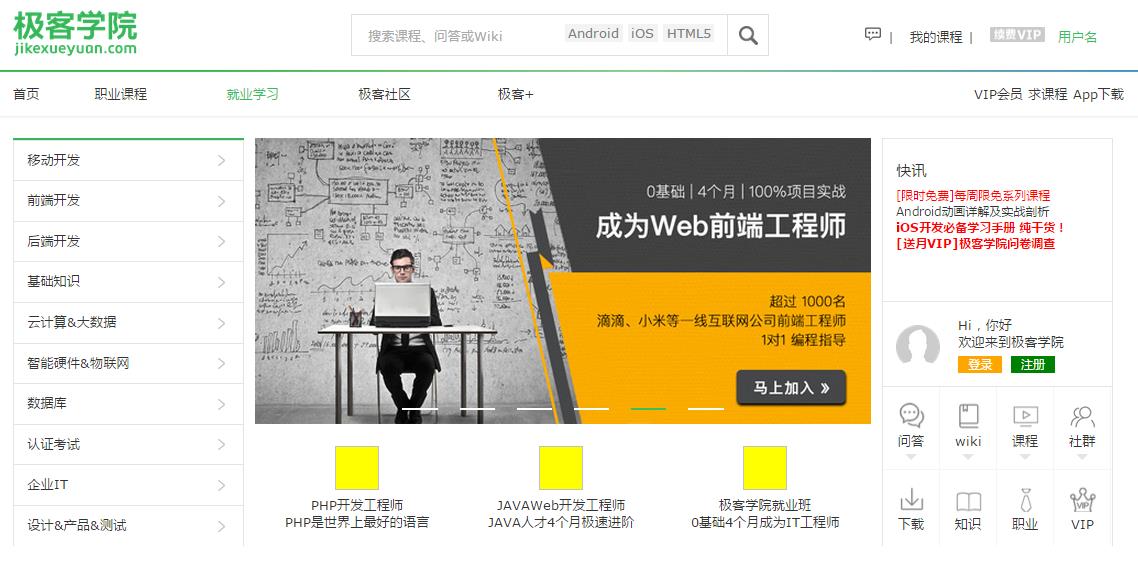 极客学院
jikexueyuan.com
搜索课程、问答或Wiki
Android iOS HTML5
| 我的课程 | 续费VIP 用户名
首页 职业课程 就业学习 极客社区 极客+
VIP会员 求课程 App下载
移动开发
前端开发
后端开发
基础知识
云计算&大数据
智能硬件&物联网
数据库
认证考试
企业IT
设计&产品&测试
0基础 | 4个月 | 100%项目实战
成为Web前端工程师
超过 1000名
滴滴、小米等一线互联网公司前端工程师
1对1 编程指导
马上加入 »
PHP开发工程师
PHP是世界上最好的语言
JAVAWeb开发工程师
JAVA人才4个月极速进阶
极客学院就业班
0基础4个月成为IT工程师
快讯
[限时免费]每周限免系列课程
Android动画详解及实战剖析
iOS开发必备学习手册 纯干货！
[送月VIP]极客学院问卷调查
Hi，你好
欢迎来到极客学院
登录 注册
问答 wiki 课程 社群
下载 知识 职业 VIP